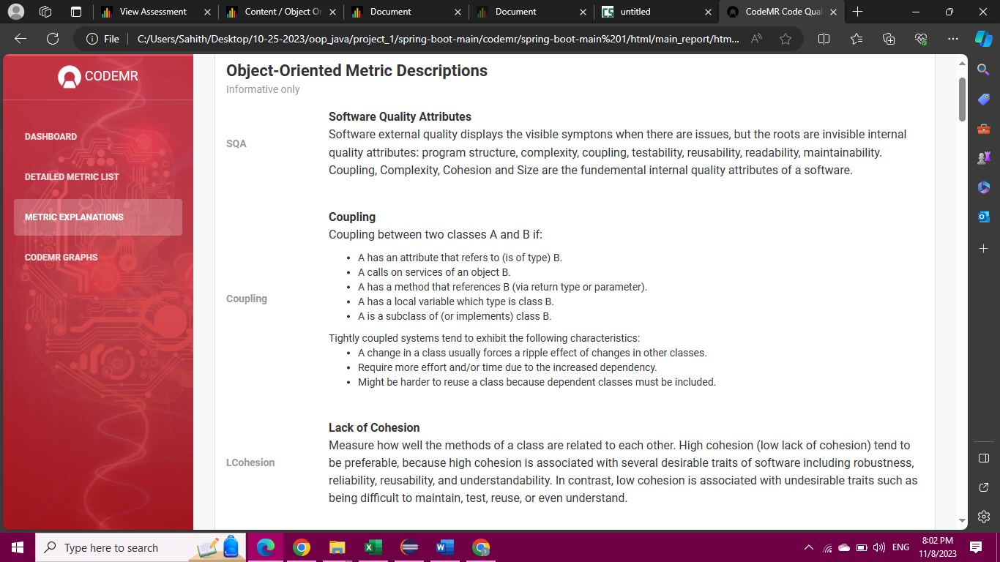 View Assessment
Content / Object Or
Document
Document
untitled
CodeMR Code Qual
File
C:/Users/Sahith/Desktop/10-25-2023/oop_java/project_1/spring-boot-main/codemr/spring-boot-main%201/html/main_report/htm...
CODEMR
DASHBOARD
DETAILED METRIC LIST
METRIC EXPLANATIONS
CODEMR GRAPHS
Object-Oriented Metric Descriptions
Informative only
SQA
Software Quality Attributes
Software external quality displays the visible symptons when there are issues, but the roots are invisible internal
quality attributes: program structure, complexity, coupling, testability, reusability, readability, maintainability.
Coupling, Complexity, Cohesion and Size are the fundemental internal quality attributes of a software.
Coupling
Coupling
Coupling between two classes A and B if:
• A has an attribute that refers to (is of type) B.
• A calls on services of an object B.
• A has a method that references B (via return type or parameter).
• A has a local variable which type is class B.
• A is a subclass of (or implements) class B.
Tightly coupled systems tend to exhibit the following characteristics:
• A change in a class usually forces a ripple effect of changes in other classes.
• Require more effort and/or time due to the increased dependency.
• Might be harder to reuse a class because dependent classes must be included.
LCohesion
Lack of Cohesion
Measure how well the methods of a class are related to each other. High cohesion (low lack of cohesion) tend to
be preferable, because high cohesion is associated with several desirable traits of software including robustness,
reliability, reusability, and understandability. In contrast, low cohesion is associated with undesirable traits such as
being difficult to maintain, test, reuse, or even understand.
Type here to search
ENG
8:02 PM
11/8/2023